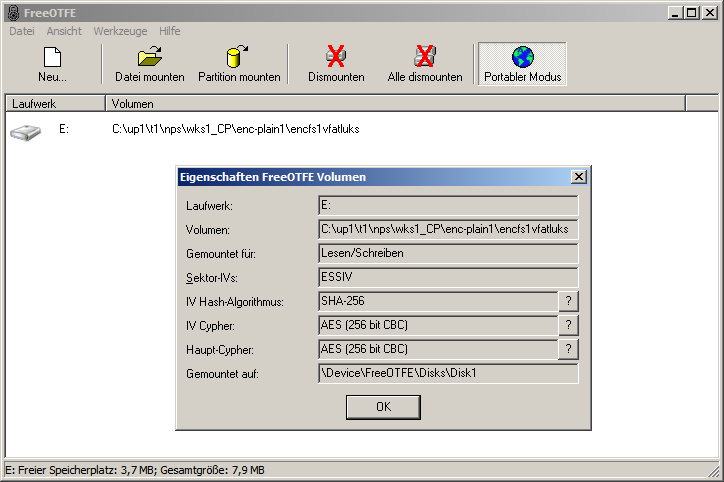 FreeOTFE
Datei Ansicht Werkzeuge Hilfe
Neu... Datei mounten Partition mounten Dismounten Alle dismounten Portabler Modus
Laufwerk Volumen
E: C:\up1\t1\nps\wks1_CP\enc-plain1\encfs1vfatluks
Eigenschaften FreeOTFE Volumen
Laufwerk: E:
Volumen: C:\up1\t1\nps\wks1_CP\enc-plain1\encfs1vfatluks
Gemountet für: Lesen/Schreiben
Sektor-IVs: ESSIV
IV Hash-Algorithmus: SHA-256 ?
IV Cypher: AES (256 bit CBC) ?
Haupt-Cypher: AES (256 bit CBC) ?
Gemountet auf: \Device\FreeOTFE\Disks\Disk1
OK
E: Freier Speicherplatz: 3,7 MB; Gesamtgröße: 7,9 MB